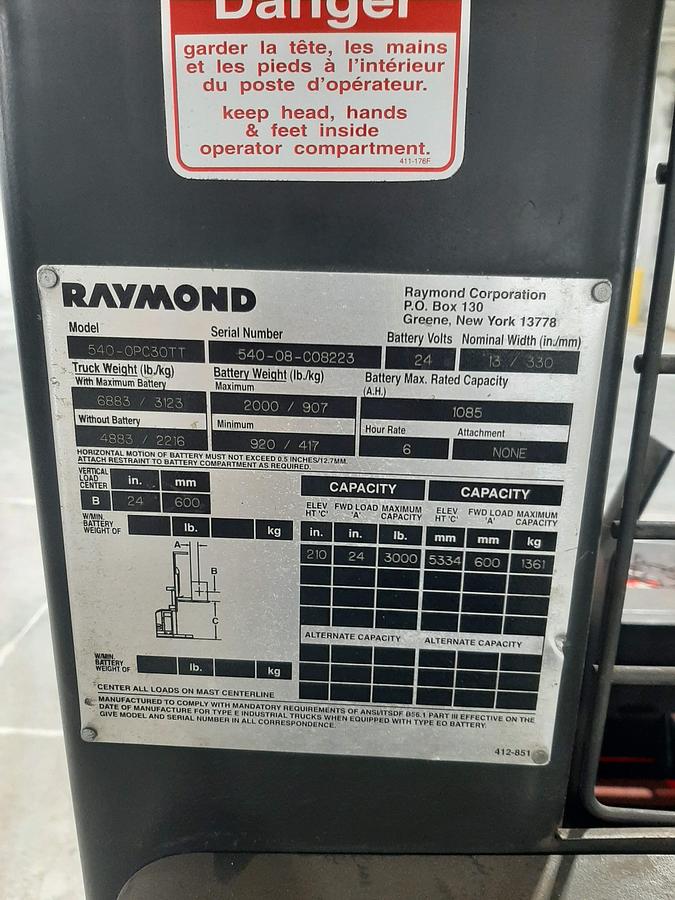 Danger
garder la tête, les mains
et les pieds à l'intérieur
du poste d'opérateur.
keep head, hands
& feet inside
operator compartment.
411-176F
RAYMOND
Raymond Corporation
P.O. Box 130
Greene, New York 13778
Model
Serial Number
Battery Volts
Nominal Width (in./mm)
540-OPC30TT
540-08-C08223
24
13 / 330
Truck Weight (lb./kg)
Battery Weight (lb./kg)
Battery Max. Rated Capacity
(A.H.)
With Maximum Battery
Maximum
6883 / 3123
2000 / 907
1085
Without Battery
Minimum
Hour Rate
Attachment
4883 / 2216
920 / 417
6
NONE
HORIZONTAL MOTION OF BATTERY MUST NOT EXCEED 0.5 INCHES/12.7MM.
ATTACH RESTRAINT TO BATTERY COMPARTMENT AS REQUIRED.
VERTICAL
LOAD
CENTER
in. mm
B 24 600
W/MIN.
BATTERY
WEIGHT OF
lb. kg
A
B
C
W/MIN.
BATTERY
WEIGHT OF
lb. kg
CAPACITY CAPACITY
ELEV HT 'C' FWD LOAD 'A' MAXIMUM CAPACITY ELEV HT 'C' FWD LOAD 'A' MAXIMUM CAPACITY
in. in. lb. mm mm kg
210 24 3000 5334 600 1361
ALTERNATE CAPACITY ALTERNATE CAPACITY
CENTER ALL LOADS ON MAST CENTERLINE
MANUFACTURED TO COMPLY WITH MANDATORY REQUIREMENTS OF ANSI/ITSDF B56.1 PART III EFFECTIVE ON THE
DATE OF MANUFACTURE FOR TYPE E INDUSTRIAL TRUCKS WHEN EQUIPPED WITH TYPE EO BATTERY.
GIVE MODEL AND SERIAL NUMBER IN ALL CORRESPONDENCE.
412-851